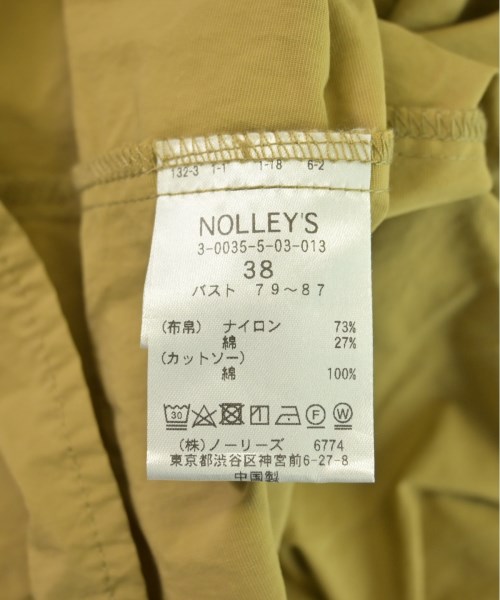 132-3 1-1 1-18 6-2
NOLLEY'S
3-0035-5-03-013
38
バスト 79～87
(布帛) ナイロン 73%
綿 27%
(カットソー)
綿 100%
30 F W
(株)ノーリーズ 6774
東京都渋谷区神宮前6-27-8
中国製